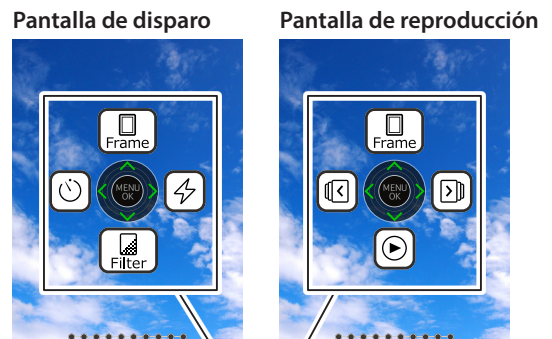 Pantalla de disparo
Frame
MENU
OK
Filter
Pantalla de reproducción
Frame
MENU
OK